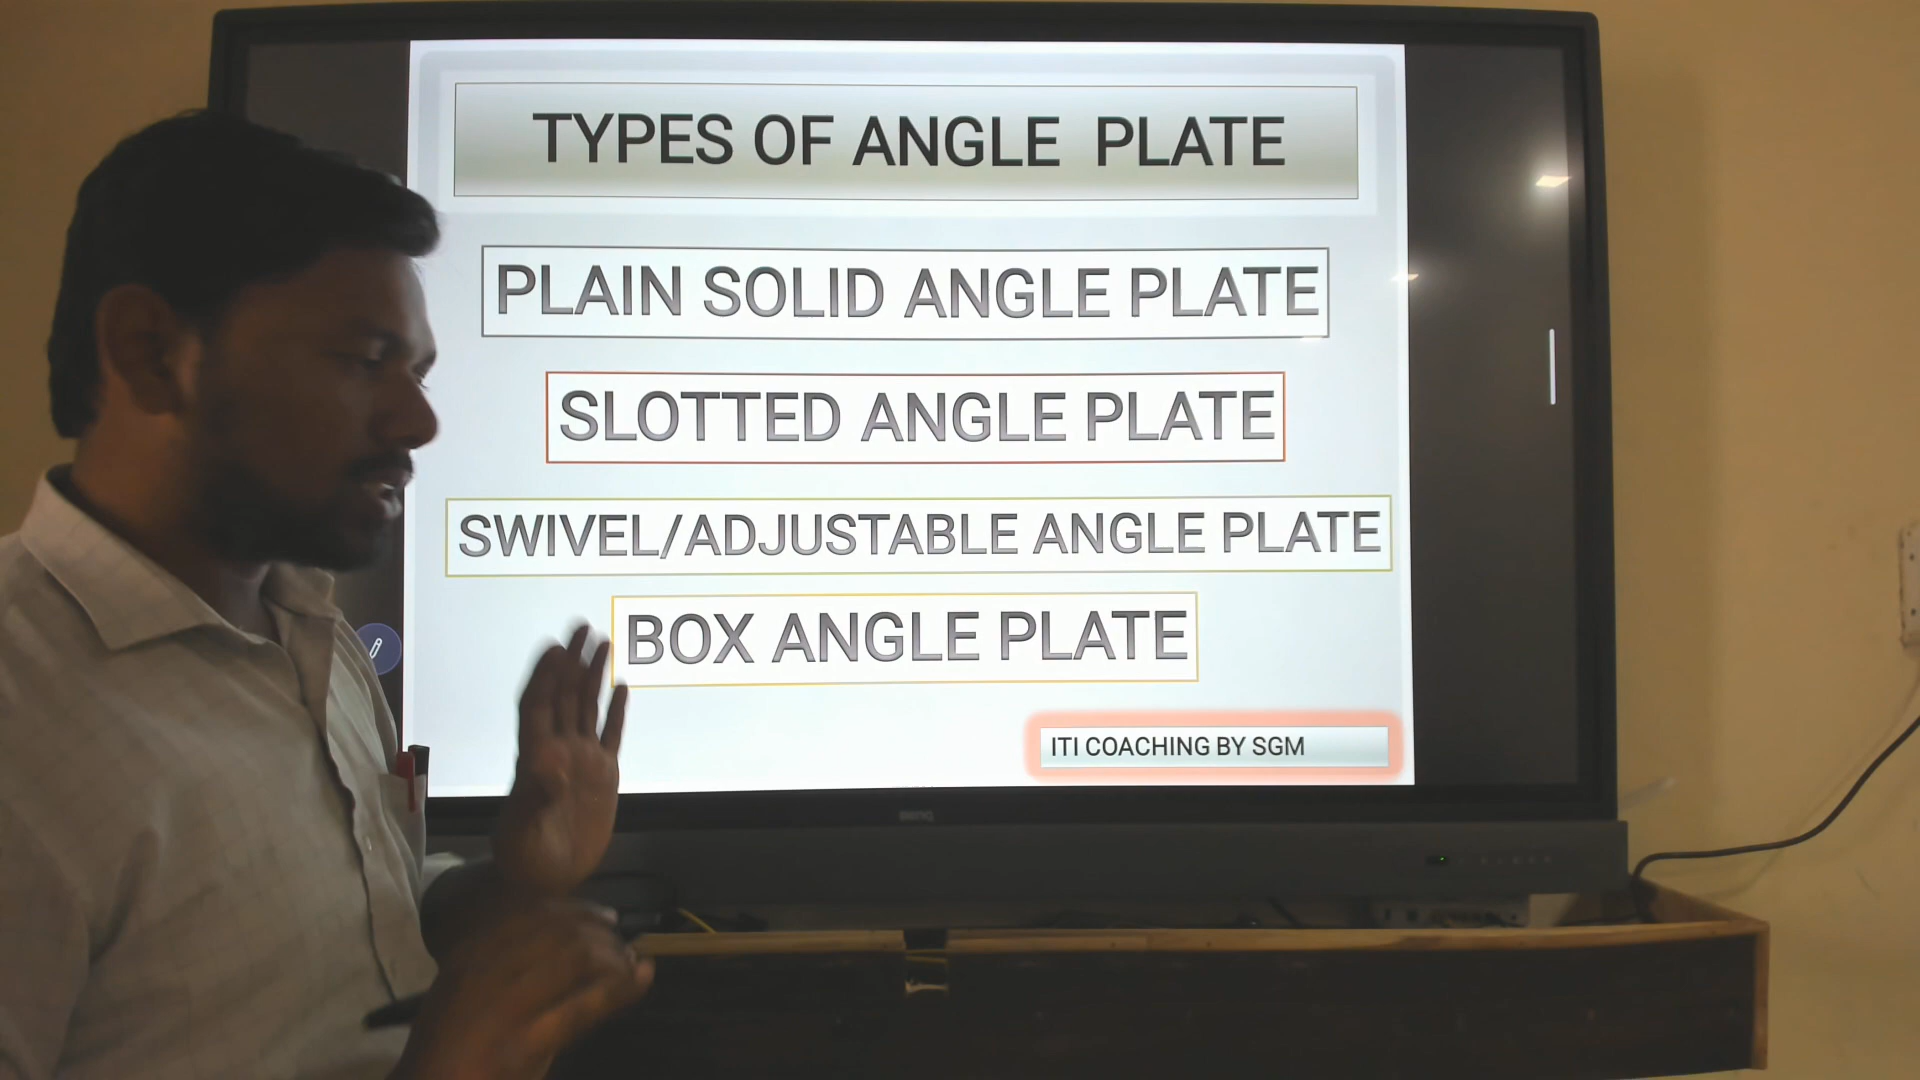 TYPES OF ANGLE PLATE
PLAIN SOLID ANGLE PLATE
SLOTTED ANGLE PLATE
SWIVEL/ADJUSTABLE ANGLE PLATE
BOX ANGLE PLATE
ITI COACHING BY SGM